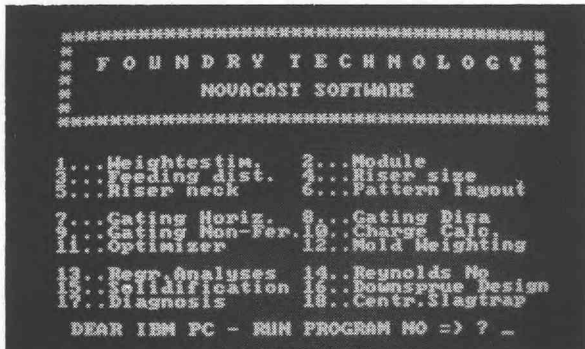 ********************************************
* F O U N D R Y   T E C H N O L O G Y *
* NOVACAST SOFTWARE *
********************************************
1...Weightestim. 2...Module
3...Feeding dist. 4...Riser size
5...Riser neck 6...Pattern layout
7...Gating Horiz. 8...Gating Disa
9...Gating Non-Fer. 10..Charge Calc.
11..Optimizer 12..Mold Weighting
13..Regr.Analyses 14..Reynolds No
15..Solidification 16..Downsprue Design
17..Diagnosis 18..Centr.Slagtrap
DEAR IBM PC - RUN PROGRAM NO => ? _